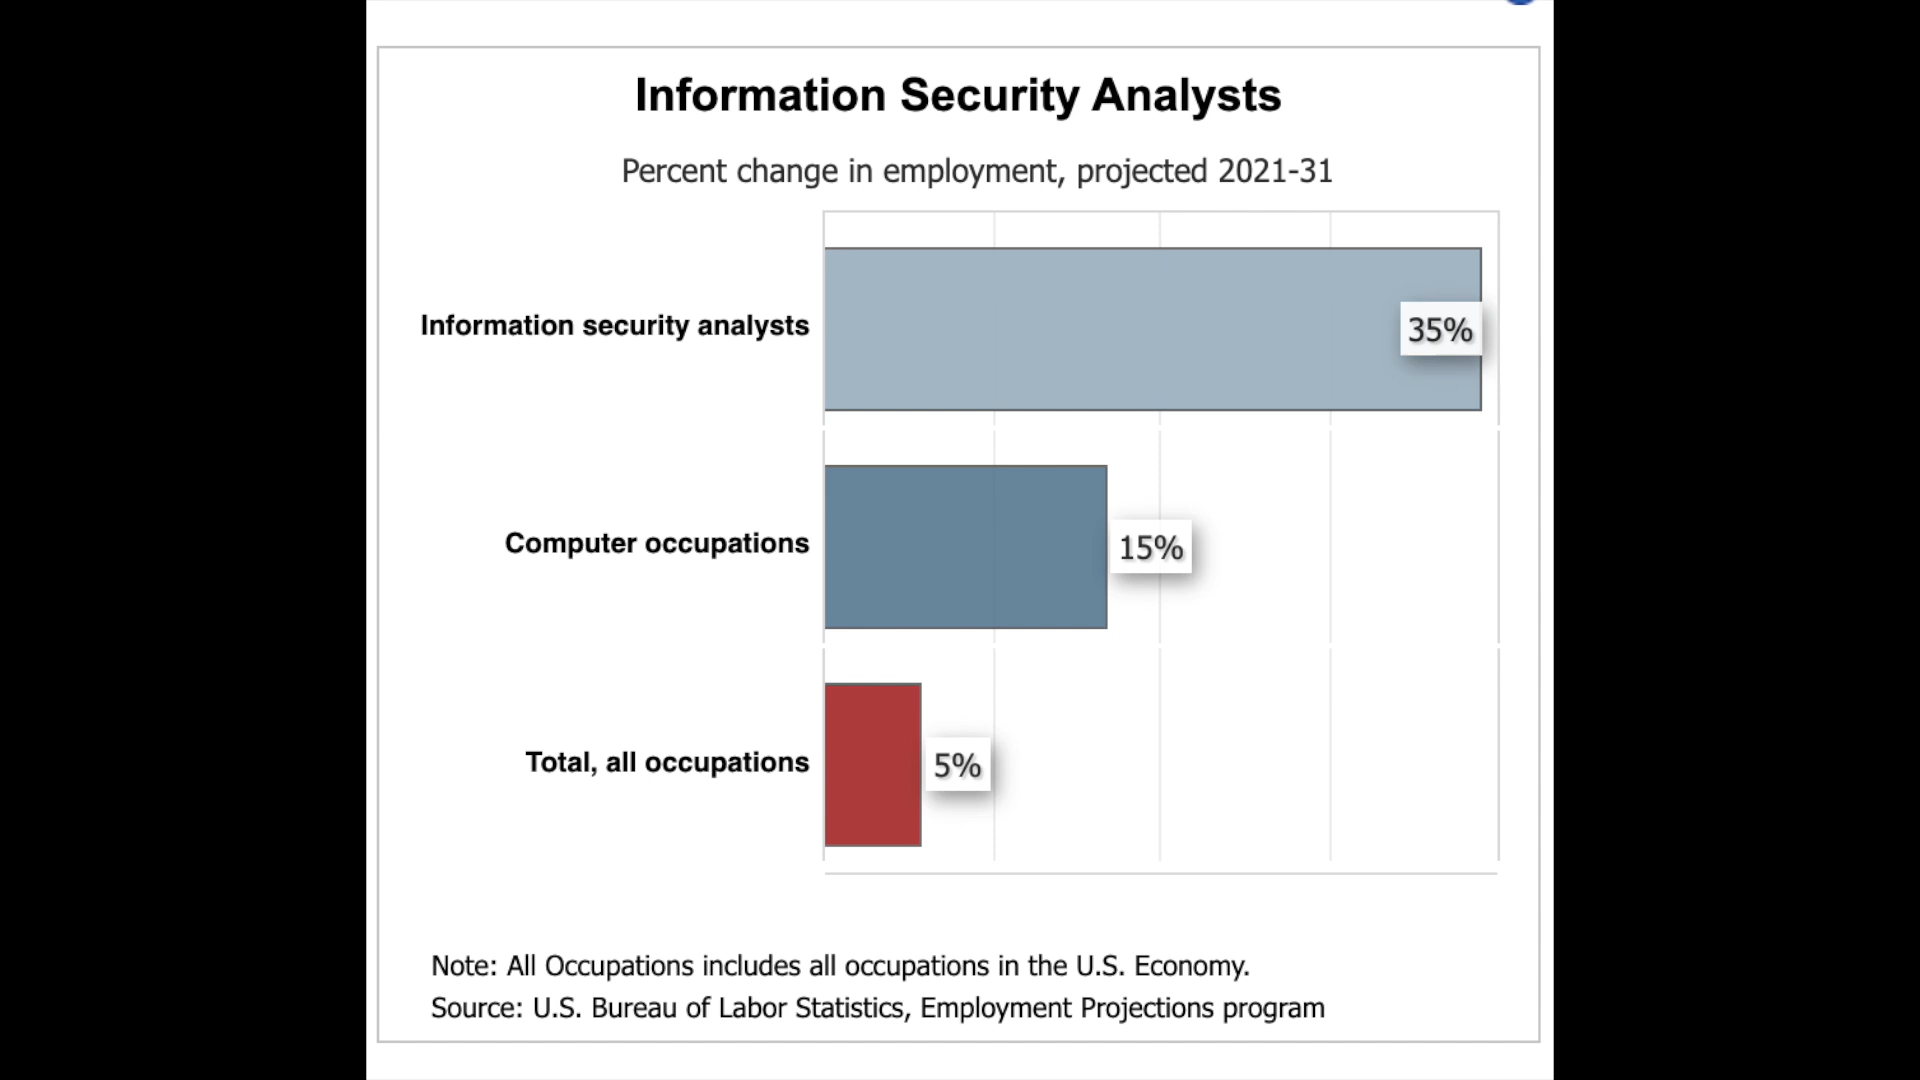 Information Security Analysts
Percent change in employment, projected 2021-31
Information security analysts
35%
Computer occupations
15%
Total, all occupations
5%
Note: All Occupations includes all occupations in the U.S. Economy.
Source: U.S. Bureau of Labor Statistics, Employment Projections program